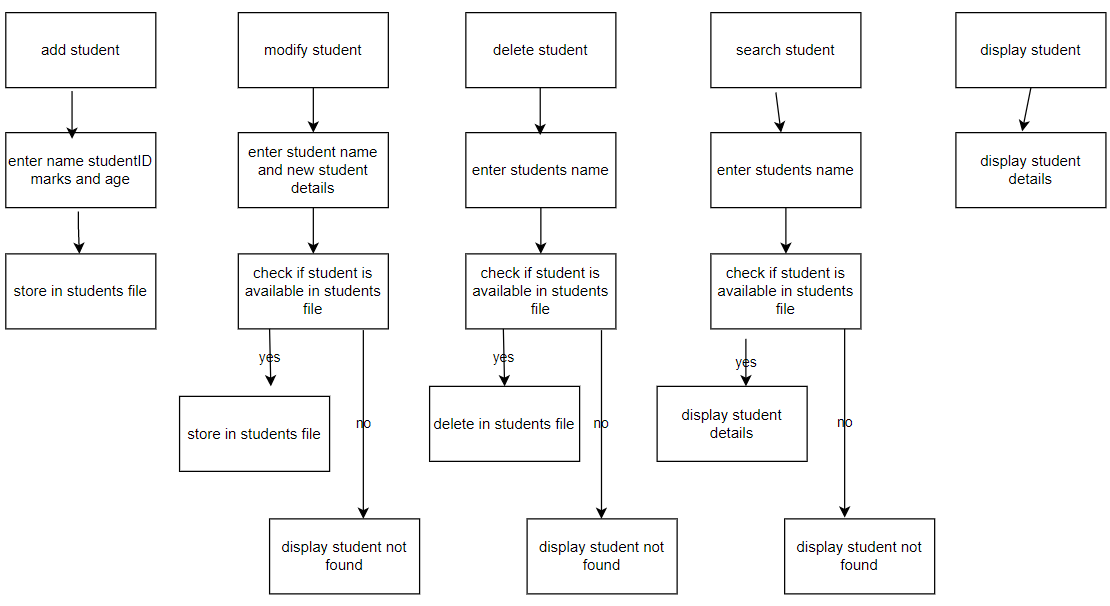 add student
modify student
delete student
search student
display student
enter name studentID
marks and age
enter student name
and new student
details
enter students name
enter students name
display student
details
store in students file
check if student is
available in students
file
check if student is
available in students
file
check if student is
available in students
file
yes
yes
yes
store in students file
no
delete in students file
no
display student
details
no
display student not
found
display student not
found
display student not
found